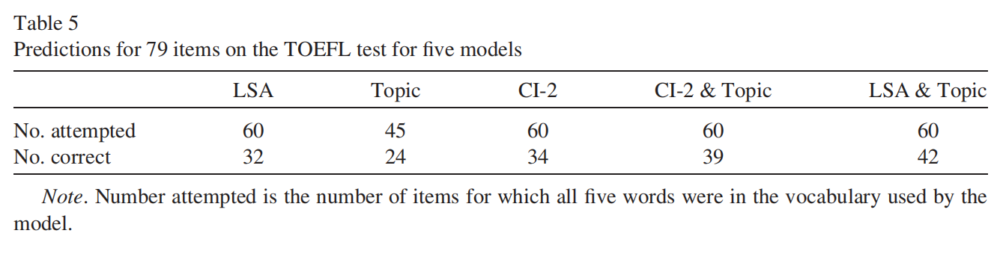 Table 5
Predictions for 79 items on the TOEFL test for five models
LSA Topic CI-2 CI-2 & Topic LSA & Topic
No. attempted 60 45 60 60 60
No. correct 32 24 34 39 42
Note. Number attempted is the number of items for which all five words were in the vocabulary used by the
model.